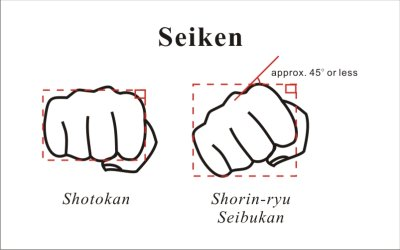 Seiken
approx. 45° or less
Shotokan
Shorin-ryu
Seibukan